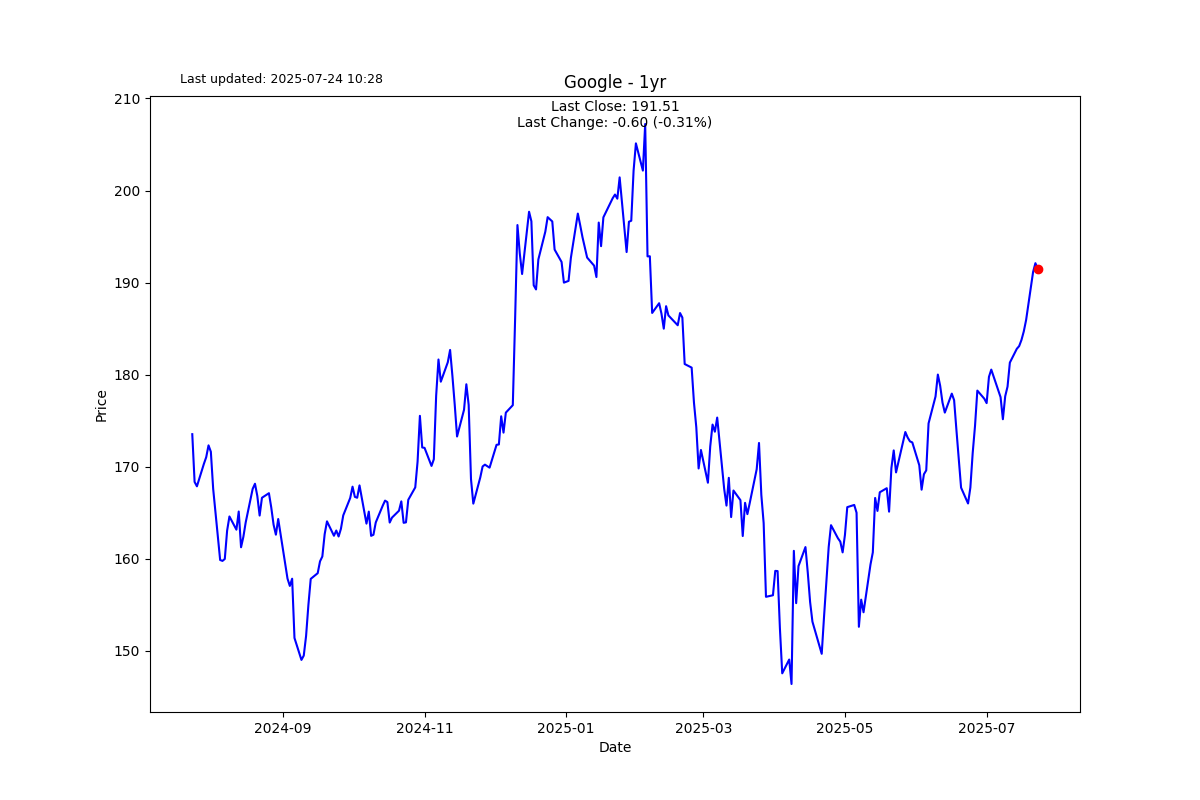 Last updated: 2025-07-24 10:28
Google - 1yr
Last Close: 191.51
Last Change: -0.60 (-0.31%)
210
200
190
180
170
160
150
Price
2024-09
2024-11
2025-01
2025-03
2025-05
2025-07
Date